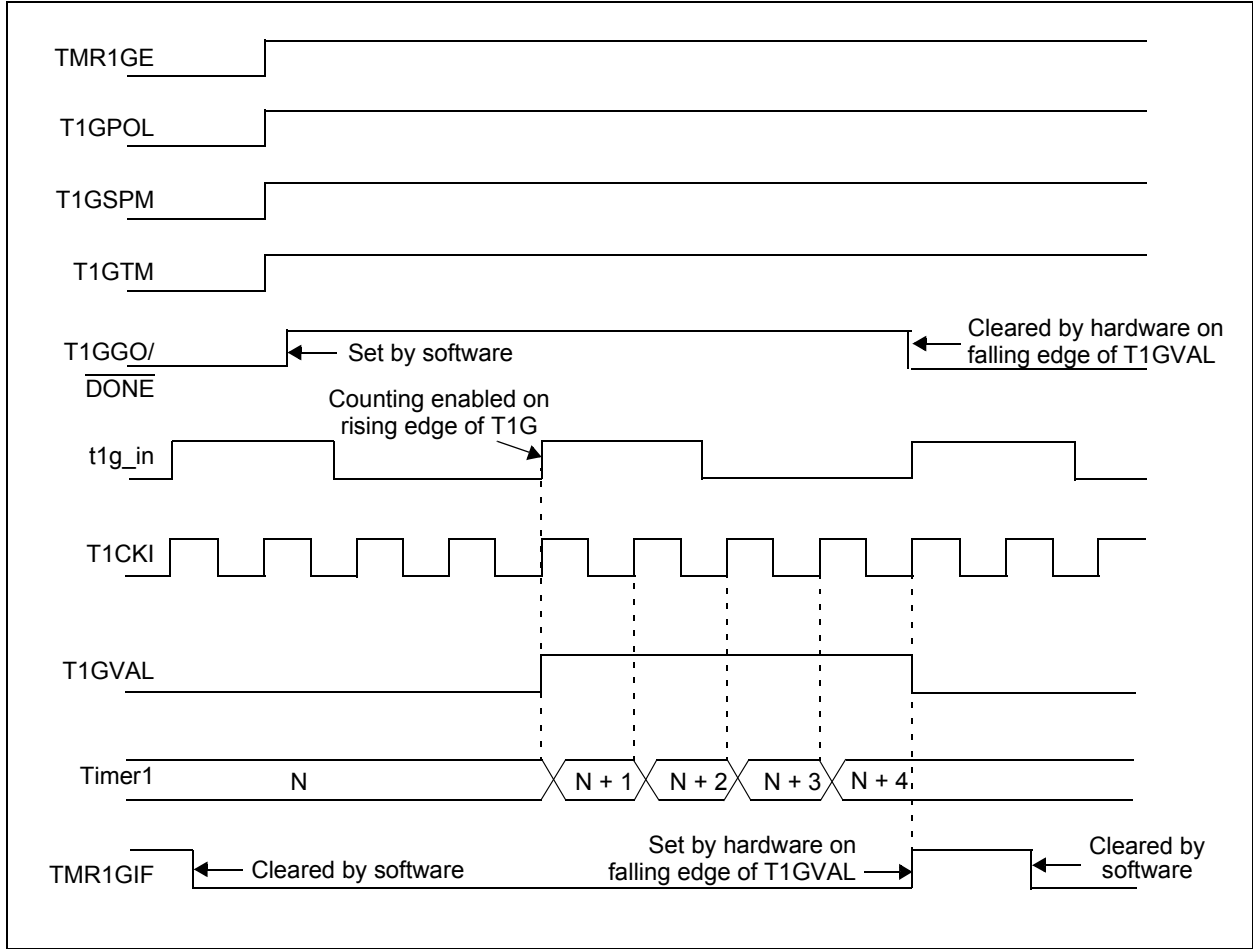 TMR1GE
T1GPOL
T1GSPM
T1GTM
T1GGO/
DONE
Set by software
Cleared by hardware on
falling edge of T1GVAL
Counting enabled on
rising edge of T1G
t1g_in
T1CKI
T1GVAL
Timer1
N
N + 1
N + 2
N + 3
N + 4
TMR1GIF
Cleared by software
Set by hardware on
falling edge of T1GVAL
Cleared by
software